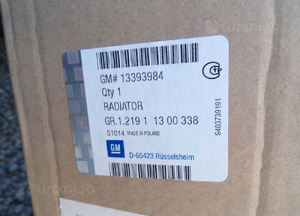 GM# 13393984
Qty 1
RADIATOR
GR.1.219 1 13 00 338
S1014 MADE IN POLAND
GM
D-65423 Rüsselsheim
S403739191